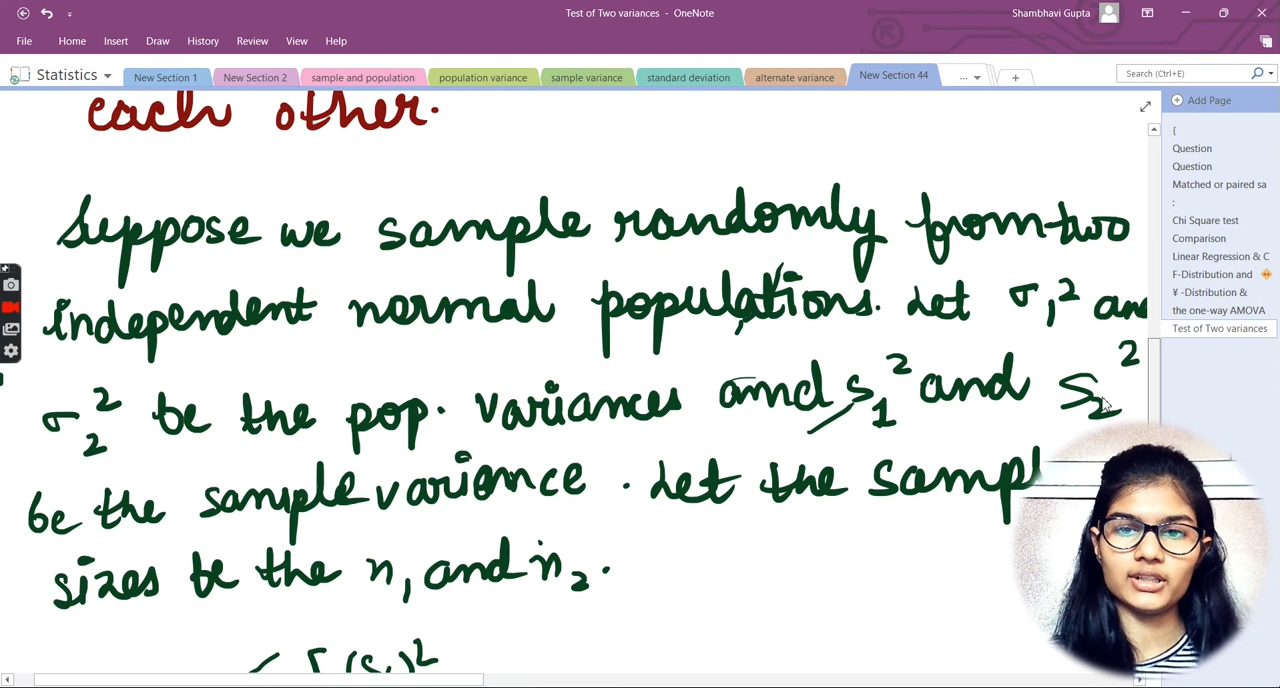 Test of Two variances - OneNote
Shambhavi Gupta
File Home Insert Draw History Review View Help
Statistics
New Section 1
New Section 2
sample and population
population variance
sample variance
standard deviation
alternate variance
New Section 44
...
+
Search (Ctrl+E)
each other.
Suppose we sample randomly from two
independent normal populations. Let σ₁² and
σ₂² be the pop. variances and s₁² and s₂²
be the sample variance. Let the sampl
sizes be the n₁ and n₂.
Add Page
{
Question
Question
Matched or paired sa
:
Chi Square test
Comparison
Linear Regression & C
F-Distribution and
¥ -Distribution &
the one-way AMOVA
Test of Two variances